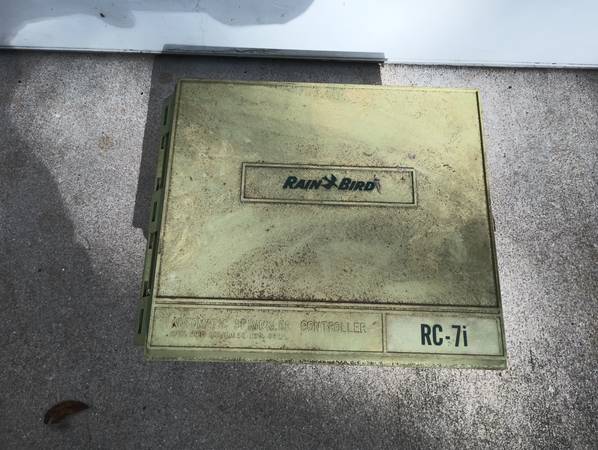 RAIN BIRD
AUTOMATIC SPRINKLER CONTROLLER
RC-7i